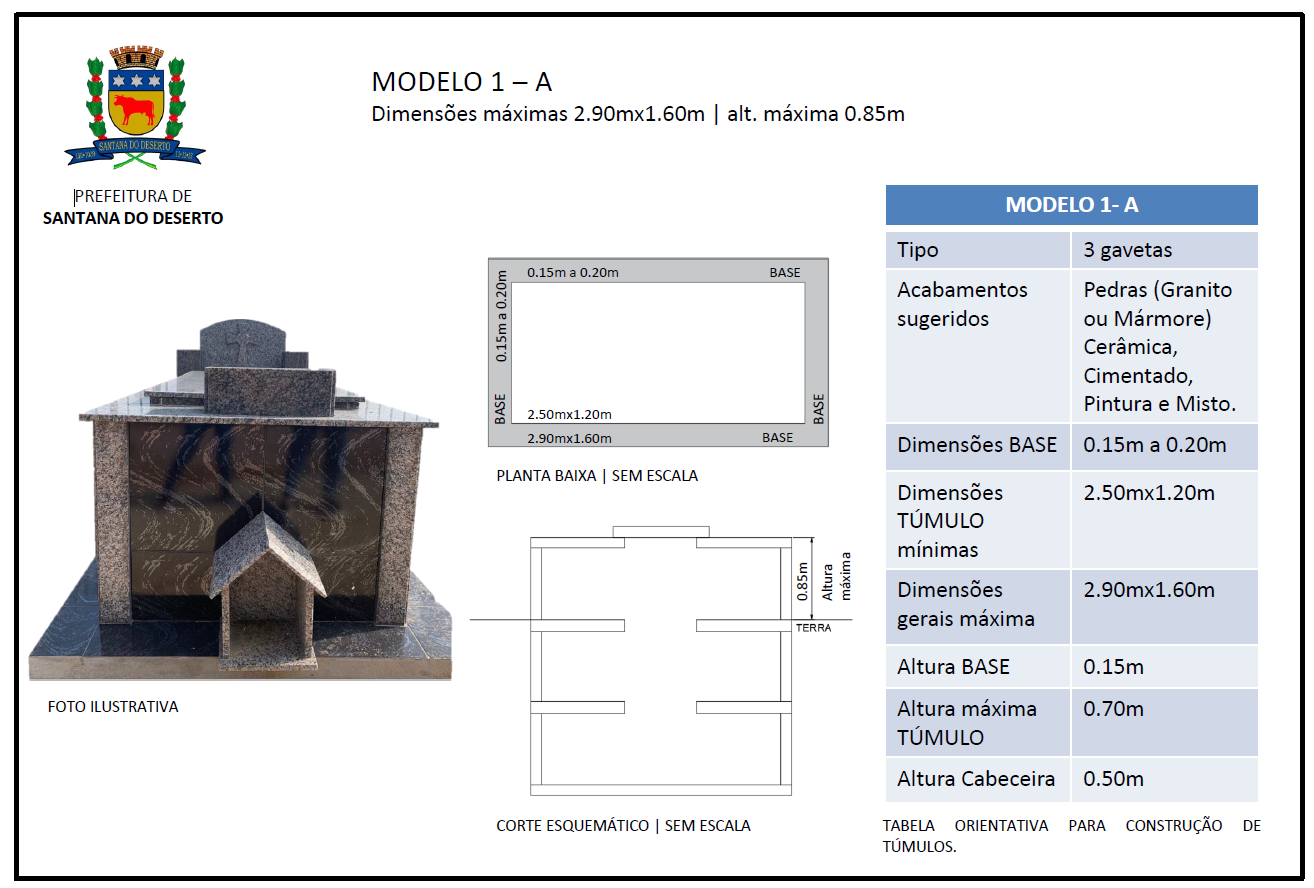 MODELO 1 – A
Dimensões máximas 2.90mx1.60m | alt. máxima 0.85m
SANTANA DO DESERTO
PREFEITURA DE
SANTANA DO DESERTO
FOTO ILUSTRATIVA
0.15m a 0.20m
BASE
0.15m a 0.20m
BASE
BASE
2.50mx1.20m
2.90mx1.60m
BASE
PLANTA BAIXA | SEM ESCALA
0.85m
Altura
máxima
TERRA
CORTE ESQUEMÁTICO | SEM ESCALA
MODELO 1- A
Tipo
3 gavetas
Acabamentos
sugeridos
Pedras (Granito
ou Mármore)
Cerâmica,
Cimentado,
Pintura e Misto.
Dimensões BASE
0.15m a 0.20m
Dimensões
TÚMULO
mínimas
2.50mx1.20m
Dimensões
gerais máxima
2.90mx1.60m
Altura BASE
0.15m
Altura máxima
TÚMULO
0.70m
Altura Cabeceira
0.50m
TABELA ORIENTATIVA PARA CONSTRUÇÃO DE
TÚMULOS.